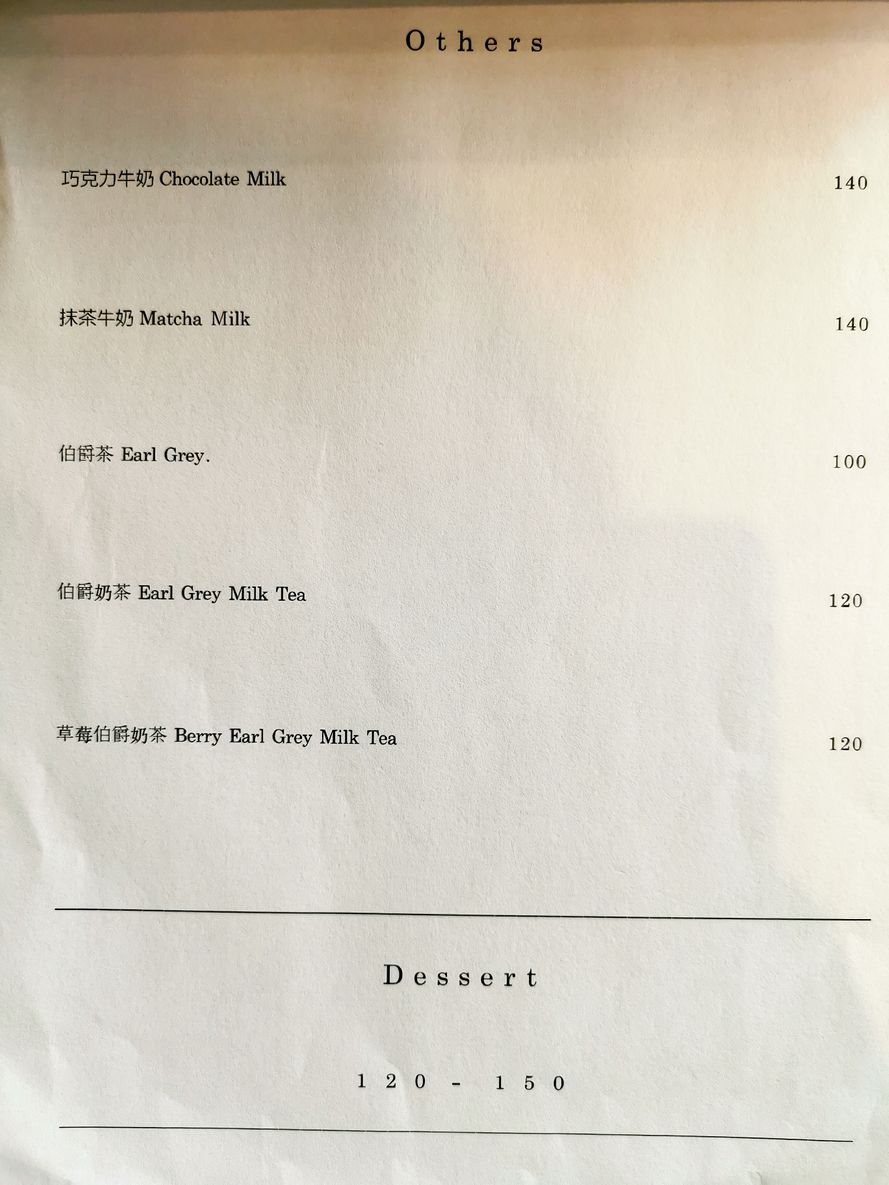 Others
巧克力牛奶 Chocolate Milk 140
抹茶牛奶 Matcha Milk 140
伯爵茶 Earl Grey. 100
伯爵奶茶 Earl Grey Milk Tea 120
草莓伯爵奶茶 Berry Earl Grey Milk Tea 120
Dessert
120 - 150